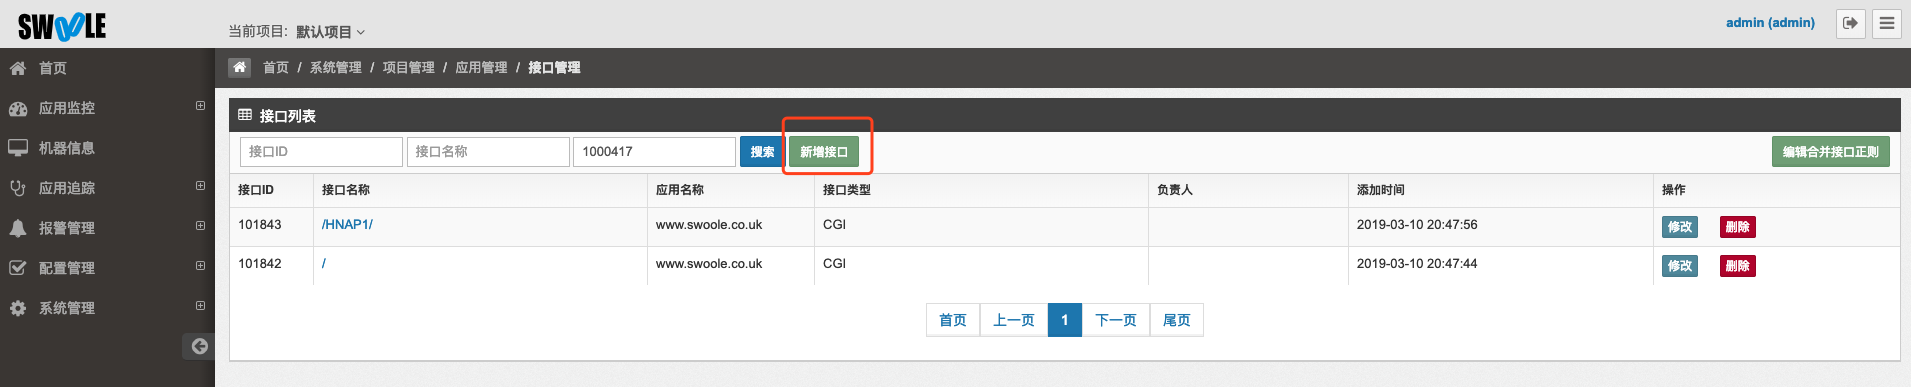 SWOOLE
当前项目: 默认项目
admin (admin)
首页
应用监控
机器信息
应用追踪
报警管理
配置管理
系统管理
首页 / 系统管理 / 项目管理 / 应用管理 / 接口管理
接口列表
接口ID 接口名称 1000417 搜索 新增接口 编辑合并接口正则
接口ID 接口名称 应用名称 接口类型 负责人 添加时间 操作
101843 /HNAP1/ www.swoole.co.uk CGI 2019-03-10 20:47:56 修改 删除
101842 / www.swoole.co.uk CGI 2019-03-10 20:47:44 修改 删除
首页 上一页 1 下一页 尾页